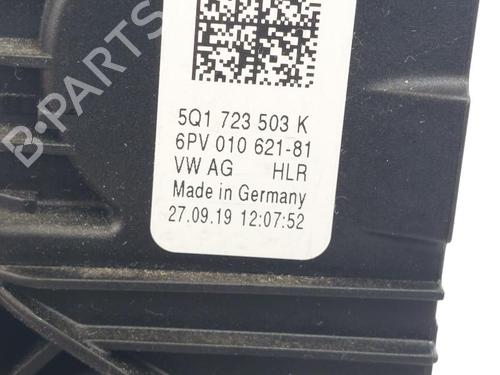 B-PARTS
5Q1 723 503 K
6PV 010 621-81
VW AG HLR
Made in Germany
27.09.19 12:07:52